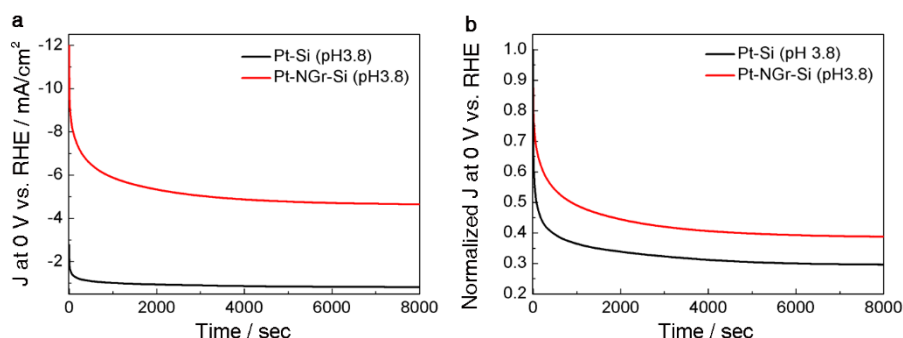 a
J at 0 V vs. RHE / mA/cm²
-12
-10
-8
-6
-4
-2
Pt-Si (pH3.8)
Pt-NGr-Si (pH3.8)
0
2000
4000
6000
8000
Time / sec
b
Normalized J at 0 V vs. RHE
1.0
0.9
0.8
0.7
0.6
0.5
0.4
0.3
0.2
Pt-Si (pH 3.8)
Pt-NGr-Si (pH3.8)
0
2000
4000
6000
8000
Time / sec